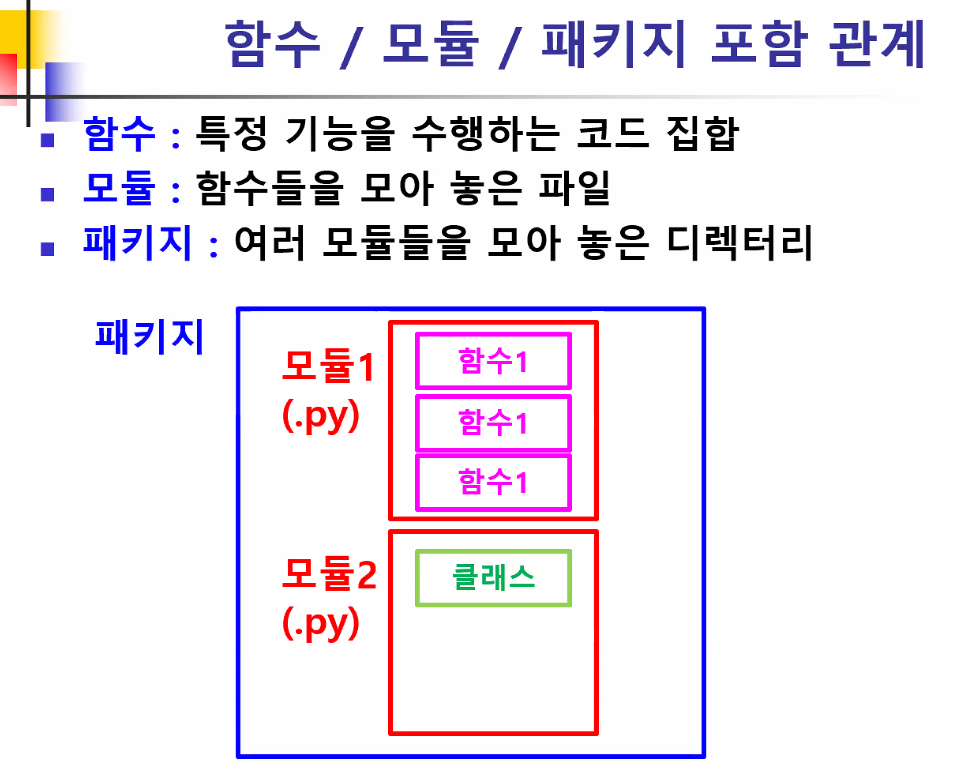 함수 / 모듈 / 패키지 포함 관계
함수 : 특정 기능을 수행하는 코드 집합
모듈 : 함수들을 모아 놓은 파일
패키지 : 여러 모듈들을 모아 놓은 디렉터리
패키지
모듈1
(.py)
함수1
함수1
함수1
모듈2
(.py)
클래스